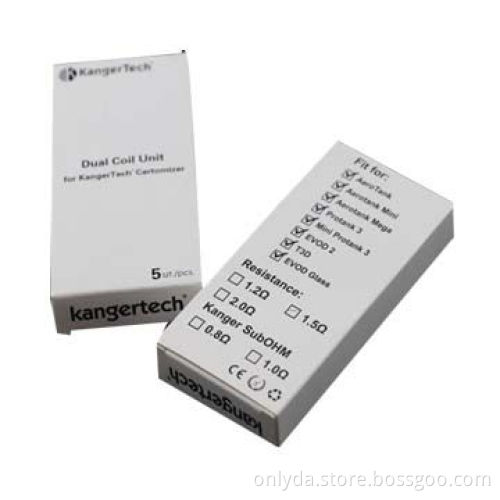 KangerTech®
Dual Coil Unit
for KangerTech® Cartomizer
5 UT./pcs.
kangertech®
Fit for:
AeroTank
Aerotank Mini
Aerotank Mega
Protank 3
Mini Protank 3
EVOD 2
T3D
EVOD Glass
Resistance:
1.2Ω 1.5Ω
2.0Ω
Kanger SubOHM
0.8Ω 1.0Ω
CE
kangertech®
onlyda.store.bossgoo.com